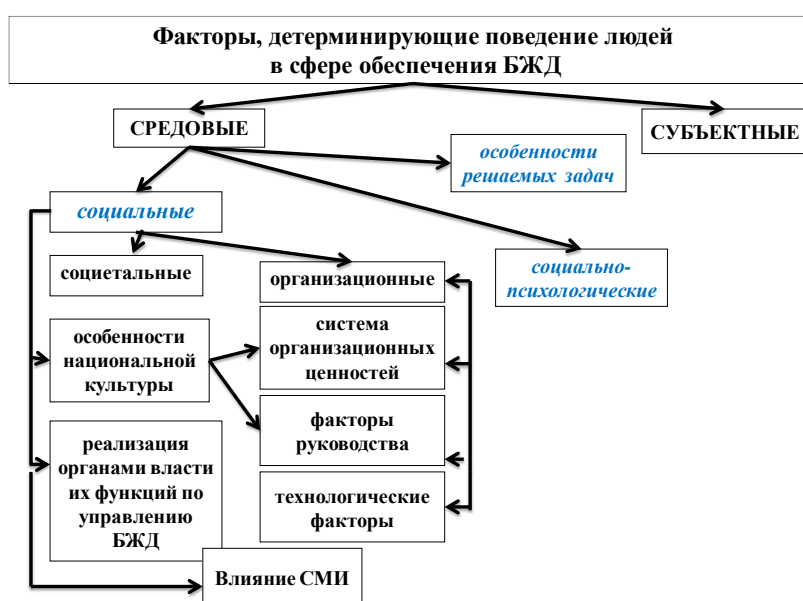 Факторы, детерминирующие поведение людей
в сфере обеспечения БЖД
СРЕДОВЫЕ
СУБЪЕКТНЫЕ
особенности
решаемых задач
социальные
социально-
психологические
социетальные
организационные
особенности
национальной
культуры
система
организационных
ценностей
факторы
руководства
реализация
органами власти
их функций по
управлению
БЖД
технологические
факторы
Влияние СМИ